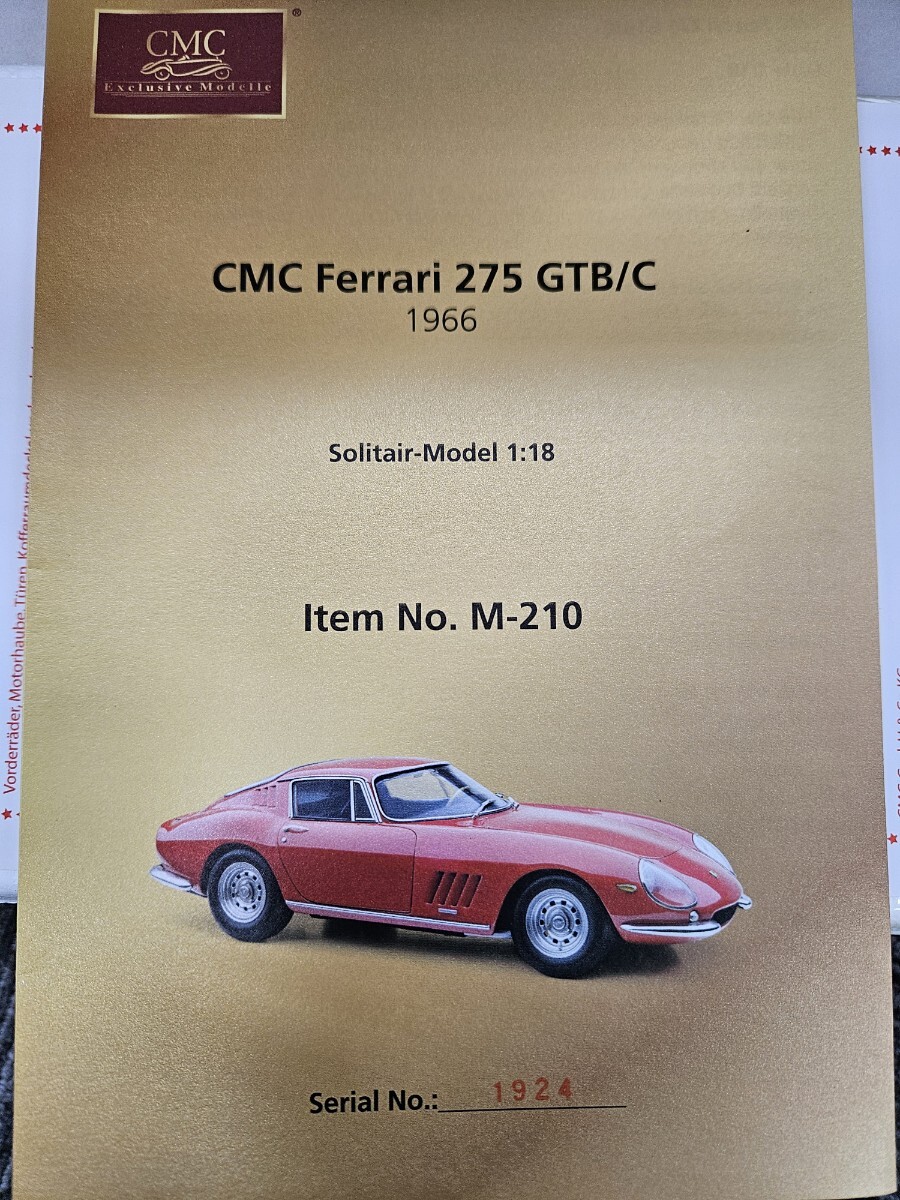 CMC
®
Exclusive Modelle
CMC Ferrari 275 GTB/C
1966
Solitair-Model 1:18
Item No. M-210
Serial No.: 1924
Vorderräder, Motorhaube, Türen, Kofferraumdeckel